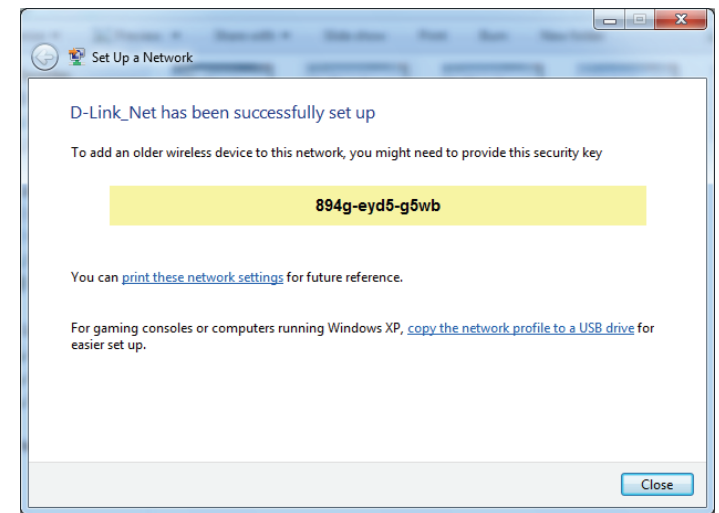 Set Up a Network
D-Link_Net has been successfully set up
To add an older wireless device to this network, you might need to provide this security key
894g-eyd5-g5wb
You can print these network settings for future reference.
For gaming consoles or computers running Windows XP, copy the network profile to a USB drive for
easier set up.
Close